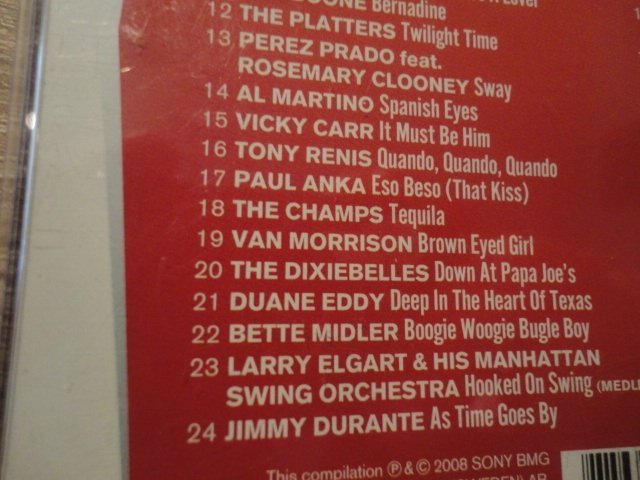 BOONE Bernadine
12 THE PLATTERS Twilight Time
13 PEREZ PRADO feat.
ROSEMARY CLOONEY Sway
14 AL MARTINO Spanish Eyes
15 VICKY CARR It Must Be Him
16 TONY RENIS Quando, Quando, Quando
17 PAUL ANKA Eso Beso (That Kiss)
18 THE CHAMPS Tequila
19 VAN MORRISON Brown Eyed Girl
20 THE DIXIEBELLES Down At Papa Joe's
21 DUANE EDDY Deep In The Heart Of Texas
22 BETTE MIDLER Boogie Woogie Bugle Boy
23 LARRY ELGART & HIS MANHATTAN
SWING ORCHESTRA Hooked On Swing (MEDL
24 JIMMY DURANTE As Time Goes By
This compilation ℗ & © 2008 SONY BMG